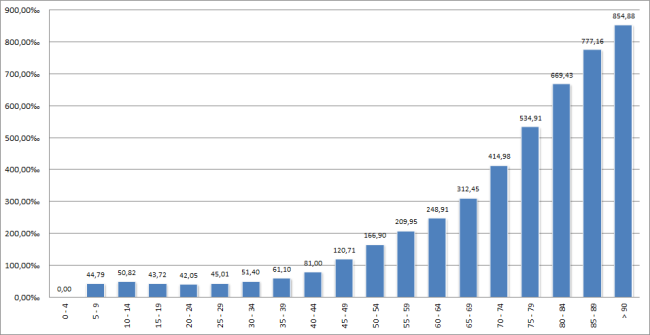 900,00‰
800,00‰
700,00‰
600,00‰
500,00‰
400,00‰
300,00‰
200,00‰
100,00‰
0,00‰
0,00
44,79
50,82
43,72
42,05
45,01
51,40
61,10
81,00
120,71
166,90
209,95
248,91
312,45
414,98
534,91
669,43
777,16
854,88
0 - 4
5 - 9
10 - 14
15 - 19
20 - 24
25 - 29
30 - 34
35 - 39
40 - 44
45 - 49
50 - 54
55 - 59
60 - 64
65 - 69
70 - 74
75 - 79
80 - 84
85 - 89
> 90